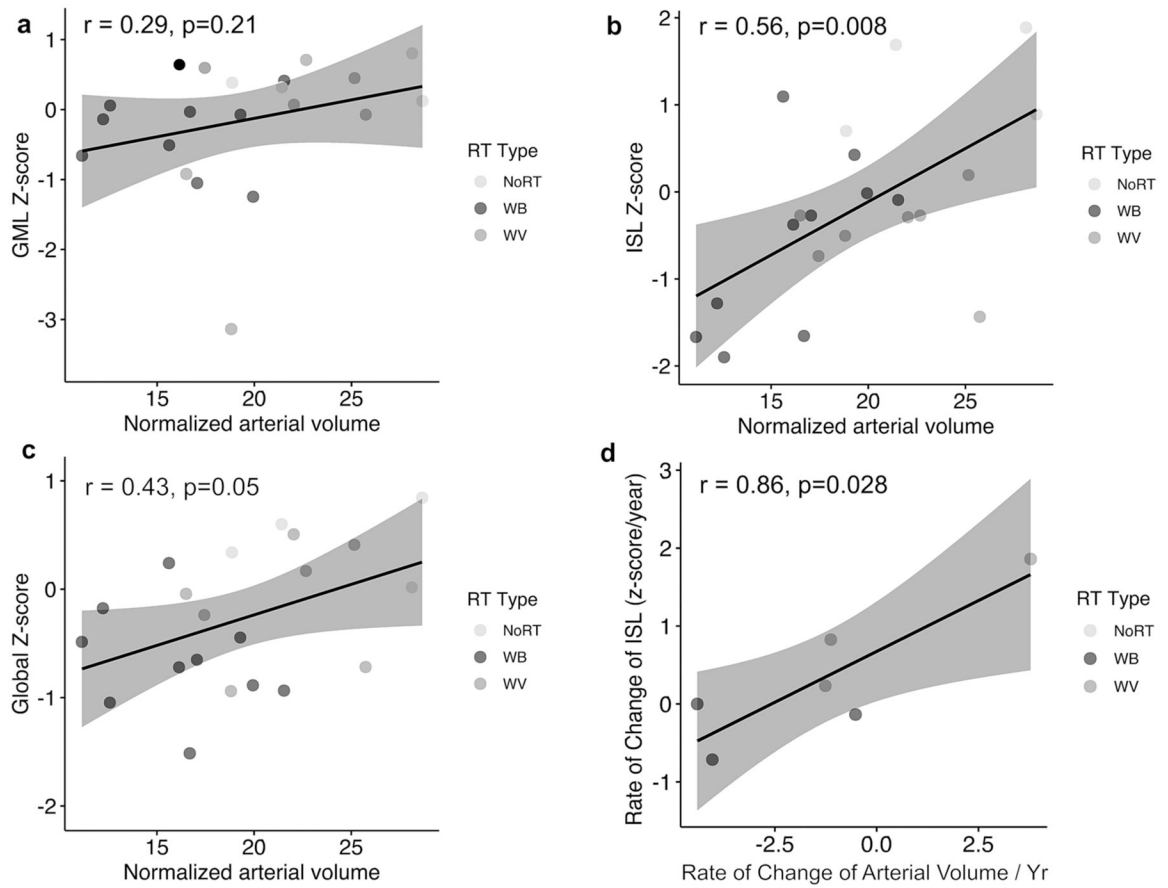 a
r = 0.29, p=0.21
1
0
-1
-2
-3
GML Z-score
15
20
25
Normalized arterial volume
RT Type
NoRT
WB
WV
b
r = 0.56, p=0.008
2
1
0
-1
-2
ISL Z-score
15
20
25
Normalized arterial volume
RT Type
NoRT
WB
WV
c
r = 0.43, p=0.05
1
0
-1
-2
Global Z-score
15
20
25
Normalized arterial volume
RT Type
NoRT
WB
WV
d
r = 0.86, p=0.028
3
2
1
0
-1
Rate of Change of ISL (z-score/year)
-2.5
0.0
2.5
Rate of Change of Arterial Volume / Yr
RT Type
NoRT
WB
WV